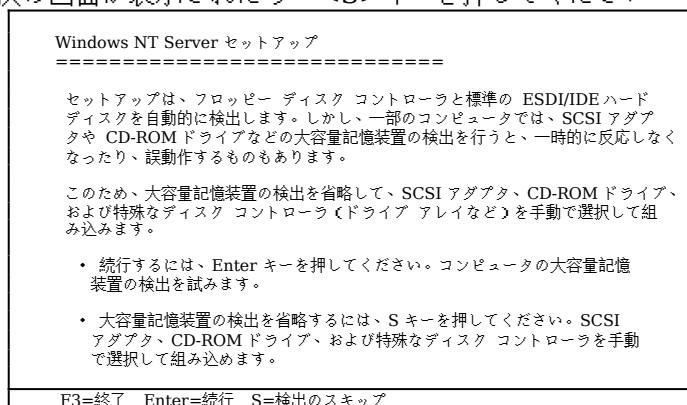 Windows NT Server セットアップ
=============================
セットアップは、フロッピー ディスク コントローラと標準の ESDI/IDEハード
ディスクを自動的に検出します。しかし、一部のコンピュータでは、SCSI アダプ
タや CD-ROM ドライブなどの大容量記憶装置の検出を行うと、一時的に反応しなく
なったり、誤動作するものもあります。
このため、大容量記憶装置の検出を省略して、SCSI アダプタ、CD-ROM ドライブ、
および特殊なディスク コントローラ (ドライブ アレイなど) を手動で選択して組
み込みます。
・ 続行するには、Enter キーを押してください。コンピュータの大容量記憶
装置の検出を試みます。
・ 大容量記憶装置の検出を省略するには、S キーを押してください。SCSI
アダプタ、CD-ROM ドライブ、および特殊なディスク コントローラを手動
で選択して組み込めます。
F3=終了 Enter=続行 S=検出のスキップ